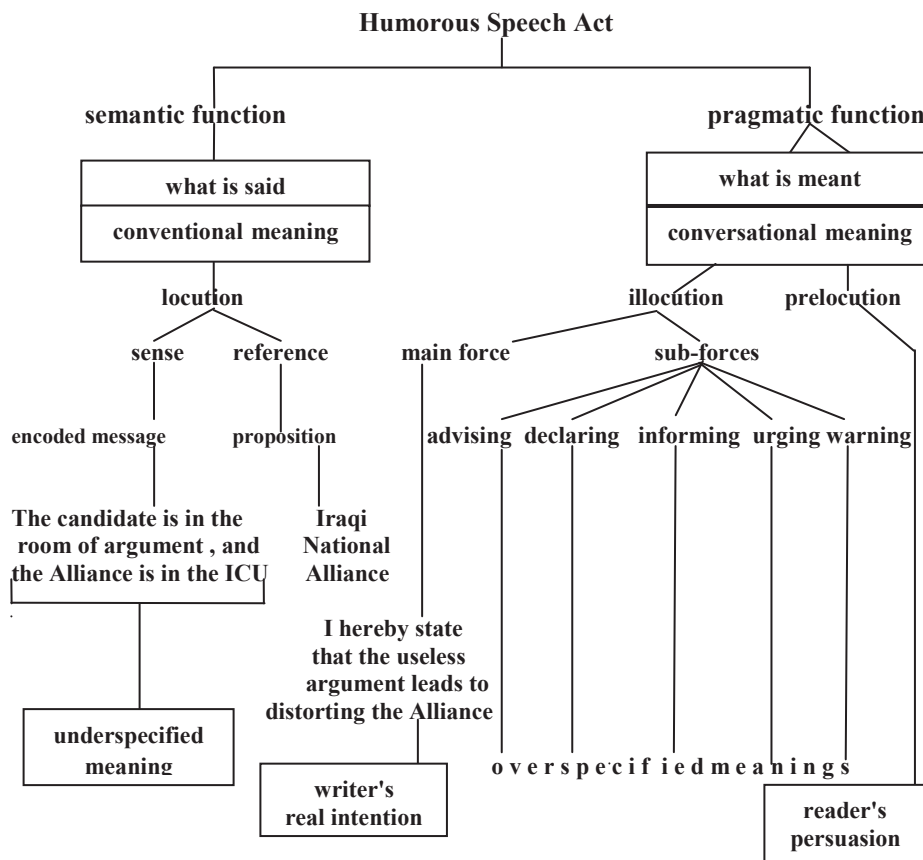 Humorous Speech Act
semantic function
pragmatic function
what is said
what is meant
conventional meaning
conversational meaning
locution
illocution
prelocution
sense
reference
main force
sub-forces
encoded message
proposition
advising
declaring
informing
urging
warning
The candidate is in the
room of argument , and
the Alliance is in the ICU
Iraqi
National
Alliance
I hereby state
that the useless
argument leads to
distorting the Alliance
underspecified
meaning
o v e r s p e c i f i e d m e a n i n g s
writer's
real intention
reader's
persuasion